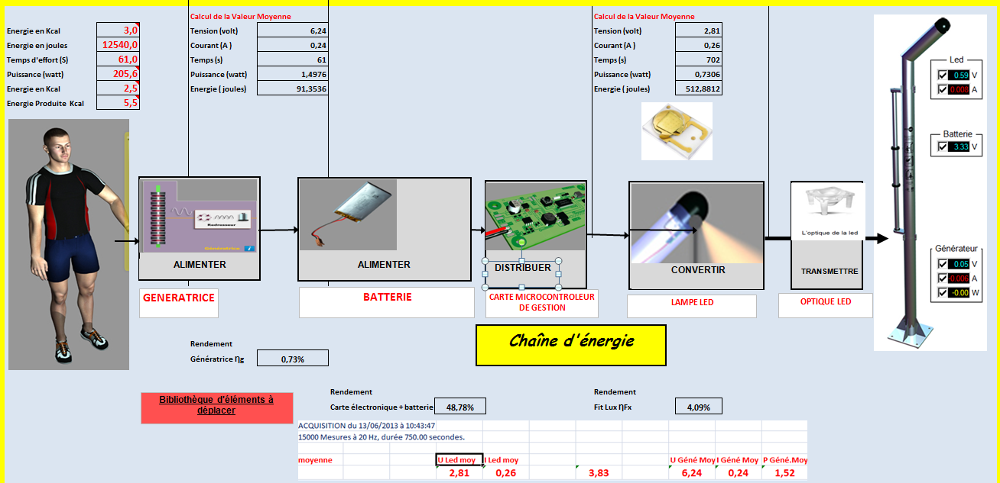 Energie en Kcal 3,0
Energie en joules 12540,0
Temps d'effort (S) 61,0
Puissance (watt) 205,6
Energie en Kcal 2,5
Energie Produite Kcal 5,5
Calcul de la Valeur Moyenne
Tension (volt) 6,24
Courant (A ) 0,24
Temps (s) 61
Puissance (watt) 1,4976
Energie ( joules) 91,3536
Calcul de la Valeur Moyenne
Tension (volt) 2,81
Courant (A ) 0,26
Temps (s) 702
Puissance (watt) 0,7306
Energie ( joules) 512,8812
Led
0.59 V
0.008 A
Batterie
3.33 V
Générateur
0.05 V
0.006 A
-0.00 W
Redresseur
Génératrice
ALIMENTER
GENERATRICE
ALIMENTER
BATTERIE
DISTRIBUER
CARTE MICROCONTROLEUR
DE GESTION
CONVERTIR
LAMPE LED
L'optique de la led
TRANSMETTRE
OPTIQUE LED
Chaîne d'énergie
Rendement
Génératrice Ƞg 0,73%
Bibliothèque d'éléments à
déplacer
Rendement
Carte électronique + batterie 48,78%
Rendement
Fit Lux ȠFx 4,09%
ACQUISITION du 13/06/2013 à 10:43:47
15000 Mesures à 20 Hz, durée 750.00 secondes.
moyenne U Led moy I Led moy U Géné Moy I Géné Moy P Géné.Moy
2,81 0,26 3,83 6,24 0,24 1,52